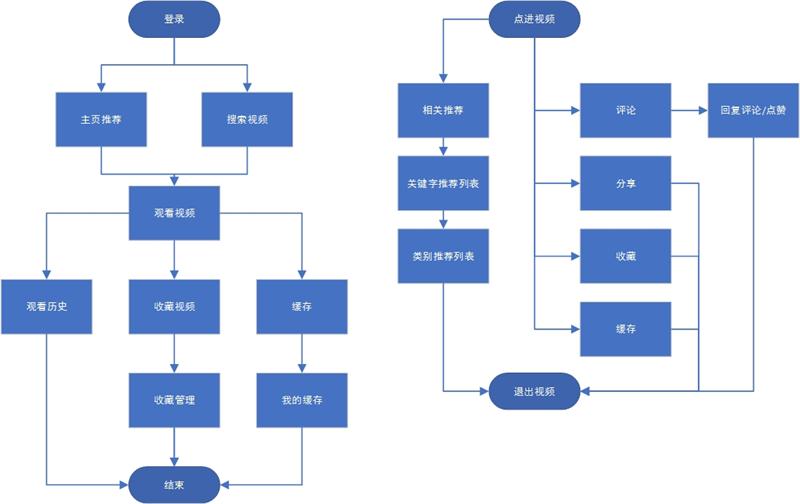 登录
主页推荐
搜索视频
观看视频
观看历史
收藏视频
缓存
收藏管理
我的缓存
结束
点进视频
相关推荐
评论
回复评论/点赞
关键字推荐列表
分享
类别推荐列表
收藏
缓存
退出视频